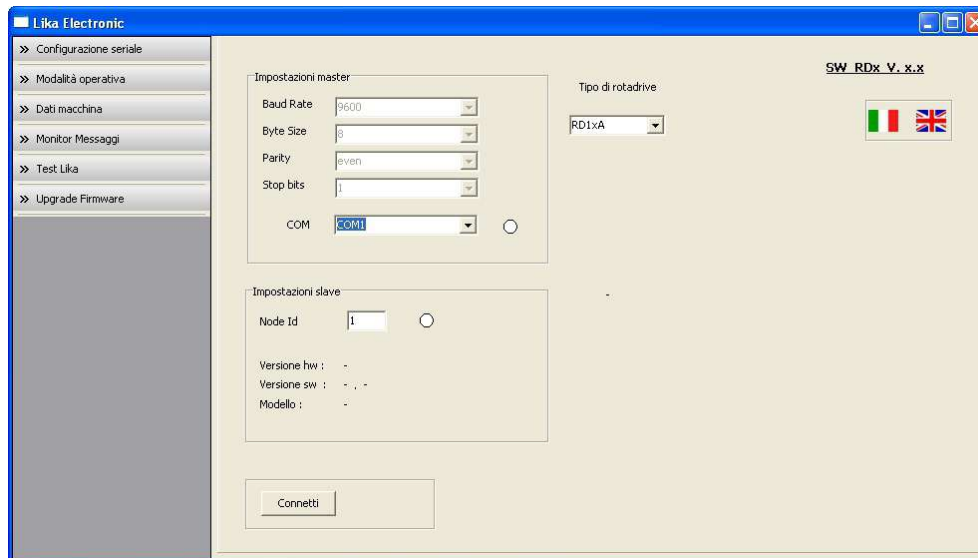 Lika Electronic
» Configurazione seriale
» Modalità operativa
» Dati macchina
» Monitor Messaggi
» Test Lika
» Upgrade Firmware
Impostazioni master
Baud Rate 9600
Byte Size 8
Parity even
Stop bits 1
COM COM1
Tipo di rotadrive
RD1xA
SW RDx V. x.x
Impostazioni slave
Node Id 1
Versione hw : -
Versione sw : - . -
Modello : -
-
Connetti